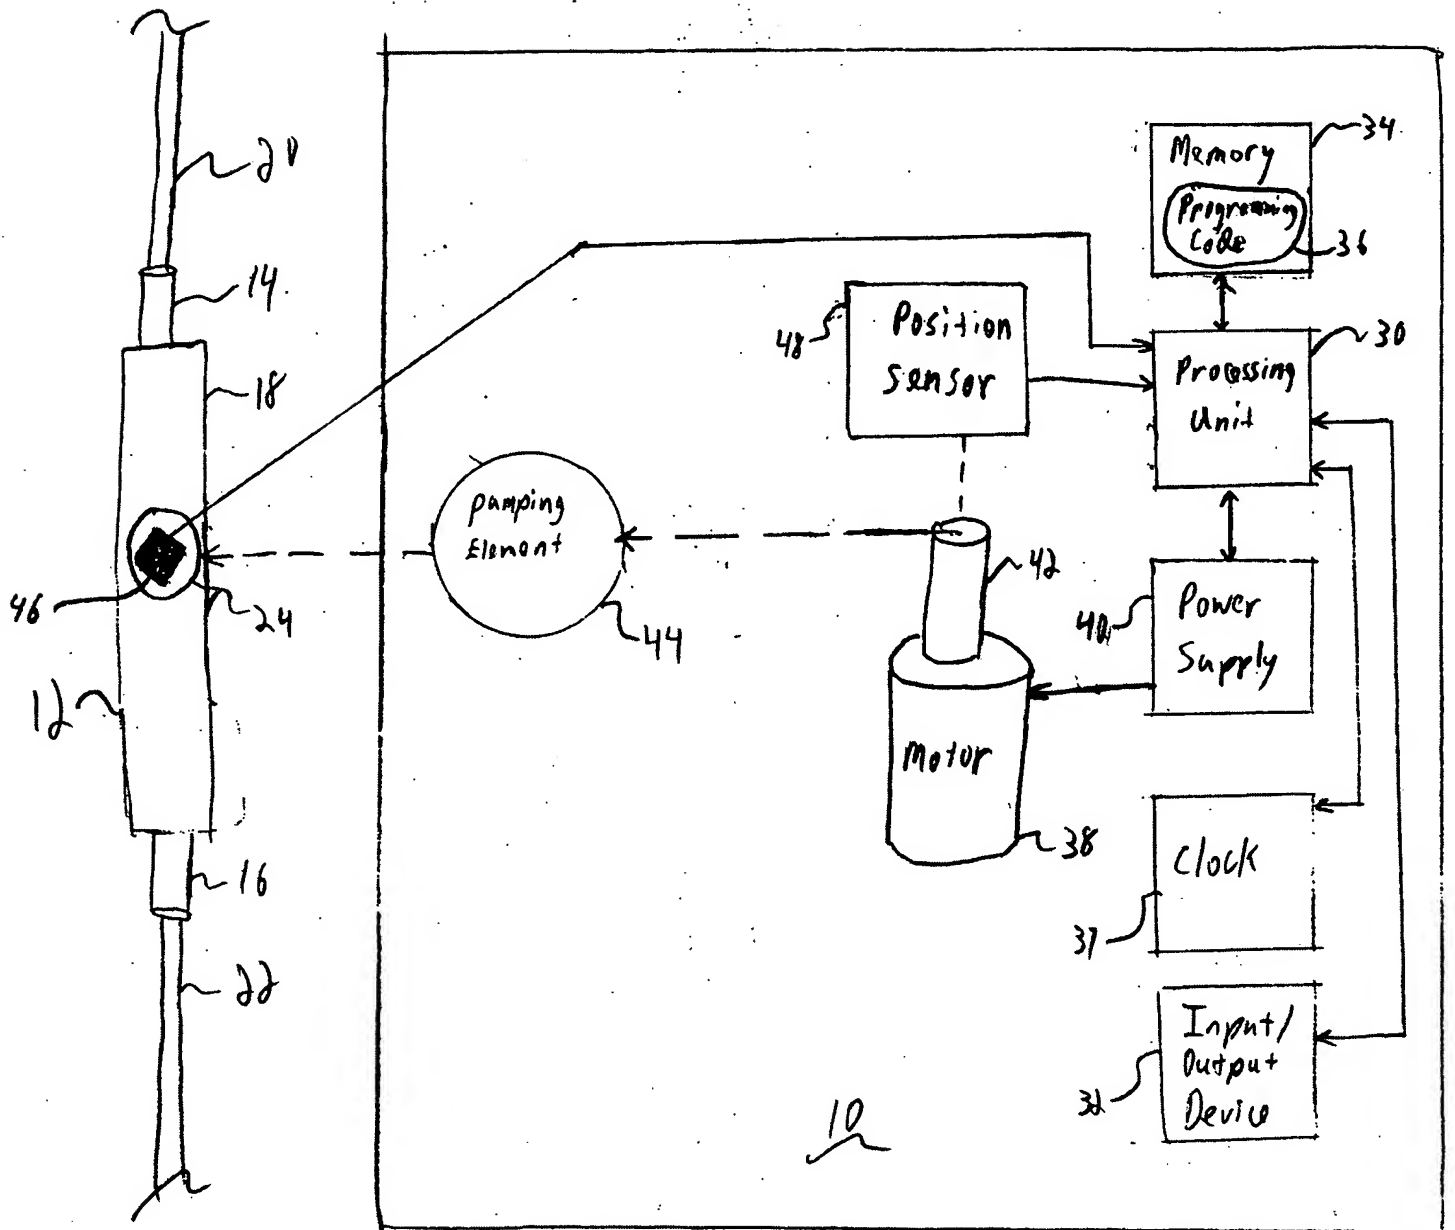 20
14
18
46
24
12
16
22
Memory
Programming
Code
34
36
Position
Sensor
48
Processing
Unit
30
Pumping
Element
44
42
Power
Supply
40
Motor
38
Clock
37
Input/
Output
Device
32
10